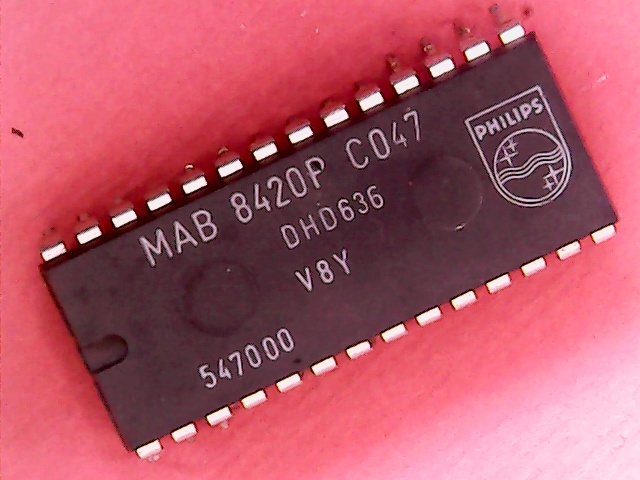 MAB 8420P C047
PHILIPS
DHD636
V8Y
547000